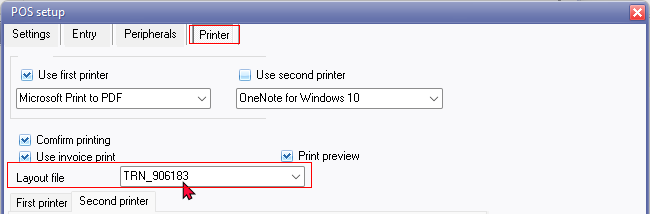 POS setup
Settings Entry Peripherals Printer
Use first printer Use second printer
Microsoft Print to PDF OneNote for Windows 10
Comfirm printing
Use invoice print Print preview
Layout file TRN_906183
First printer Second printer